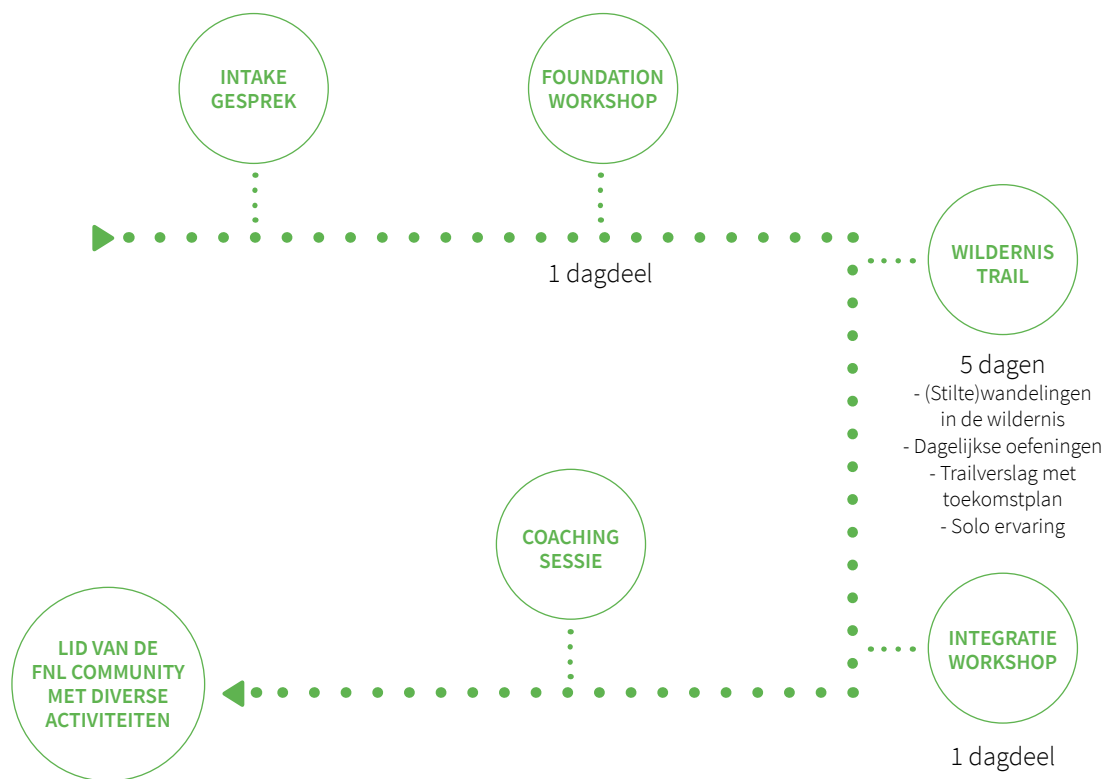 INTAKE
GESPREK
FOUNDATION
WORKSHOP
1 dagdeel
WILDERNIS
TRAIL
5 dagen
- (Stilte)wandelingen
in de wildernis
- Dagelijkse oefeningen
- Trailverslag met
toekomstplan
- Solo ervaring
INTEGRATIE
WORKSHOP
1 dagdeel
COACHING
SESSIE
LID VAN DE
FNL COMMUNITY
MET DIVERSE
ACTIVITEITEN